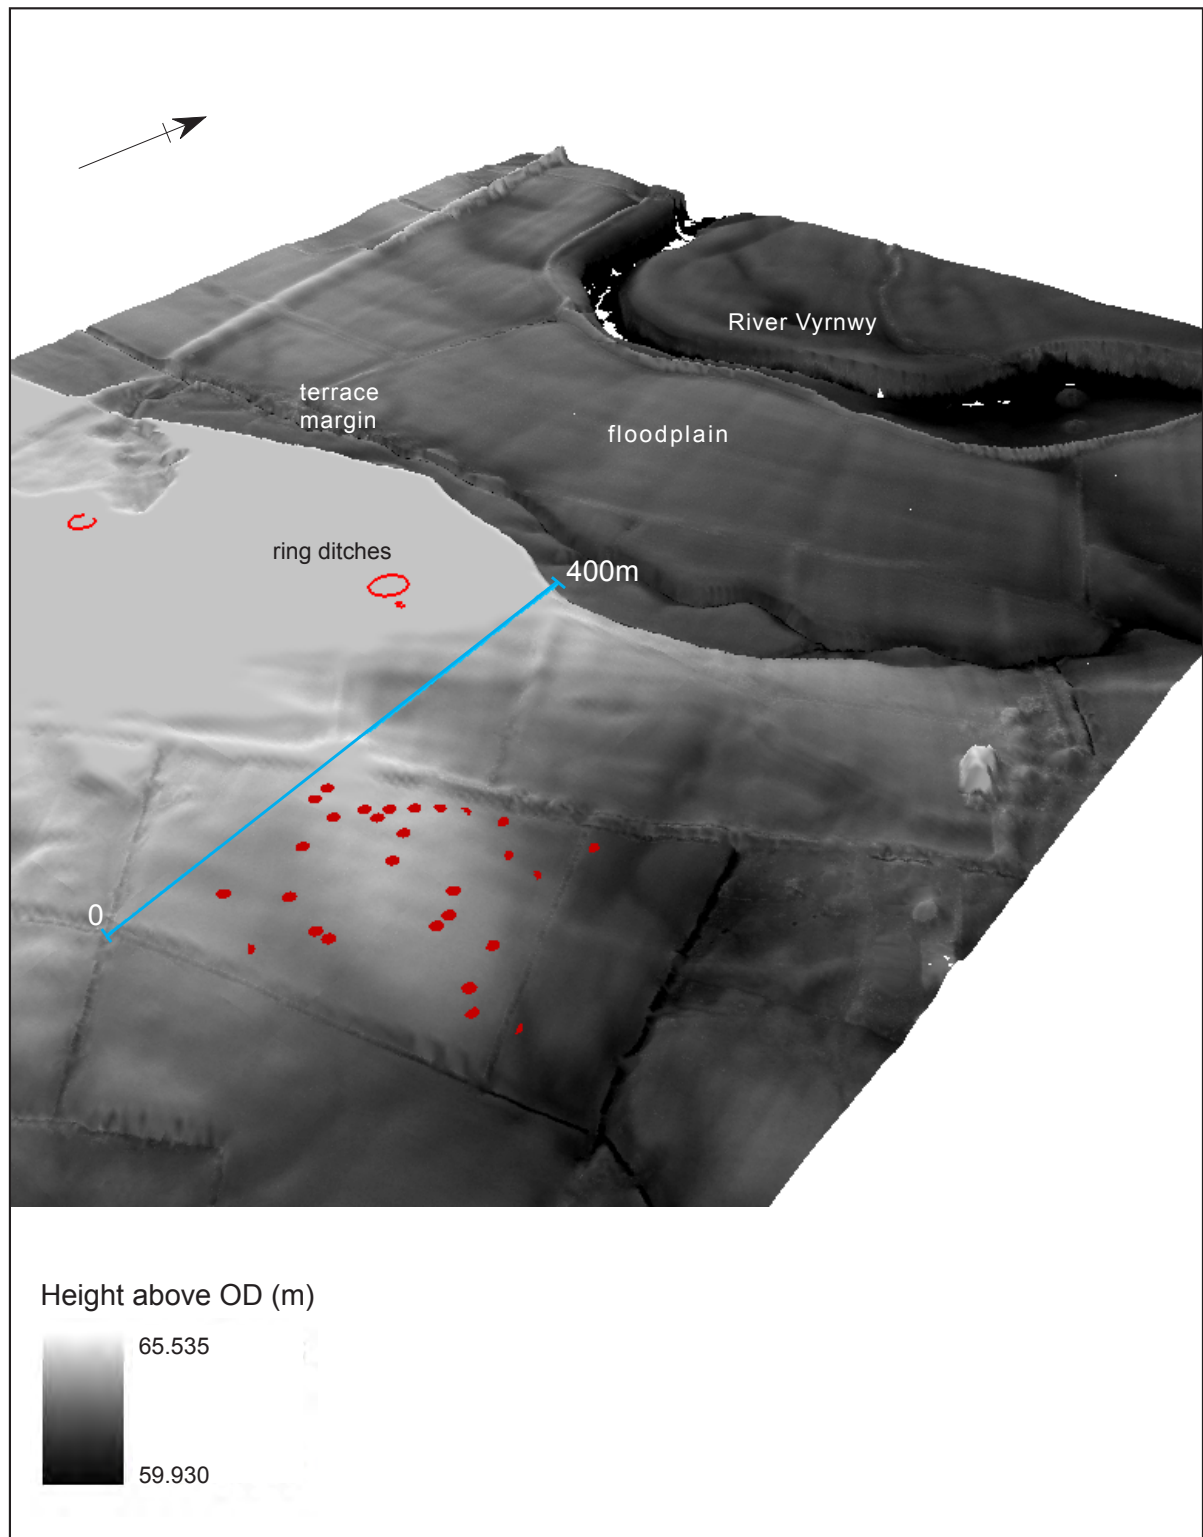 River Vyrnwy
terrace
margin
floodplain
ring ditches
400m
0
Height above OD (m)
65.535
59.930